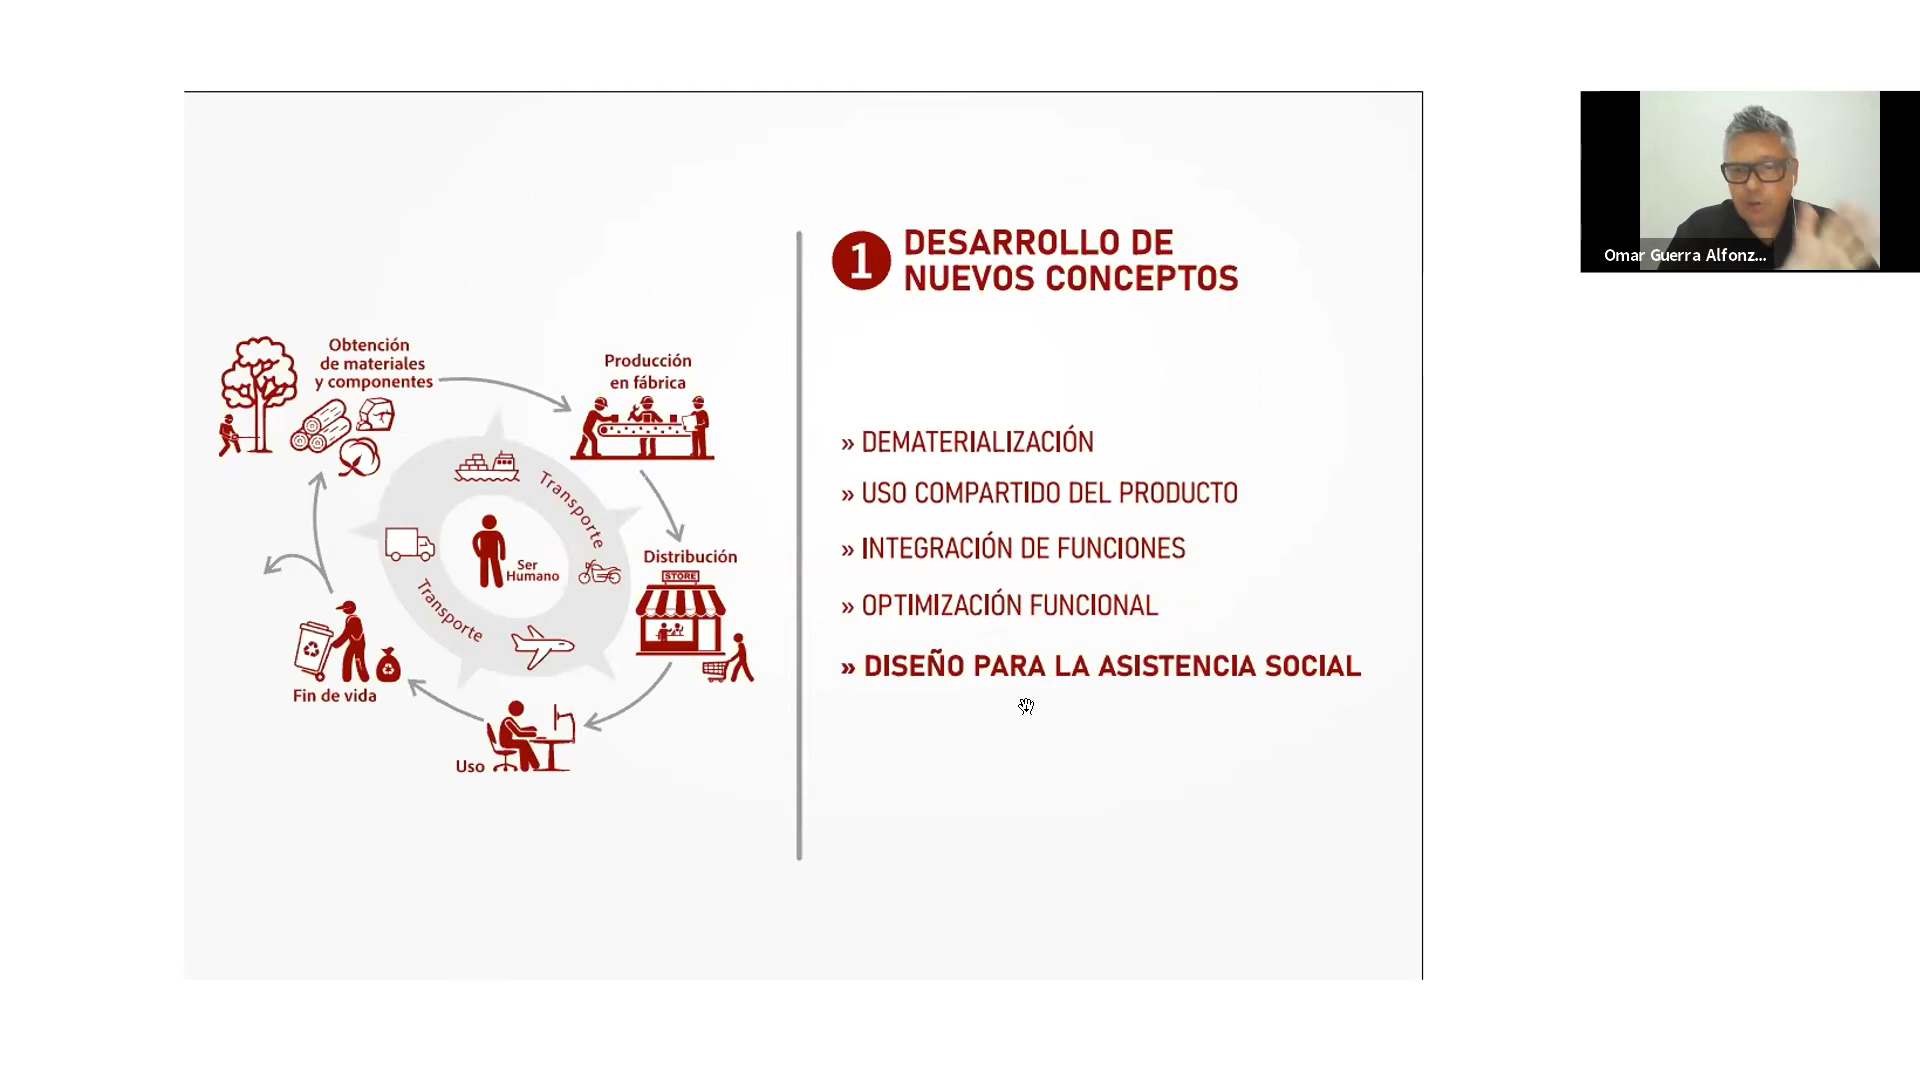 1
DESARROLLO DE
NUEVOS CONCEPTOS
Obtención
de materiales
y componentes
Producción
en fábrica
Transporte
Ser
Humano
Distribución
STORE
Transporte
Fin de vida
Uso
» DEMATERIALIZACIÓN
» USO COMPARTIDO DEL PRODUCTO
» INTEGRACIÓN DE FUNCIONES
» OPTIMIZACIÓN FUNCIONAL
» DISEÑO PARA LA ASISTENCIA SOCIAL
Omar Guerra Alfonz...